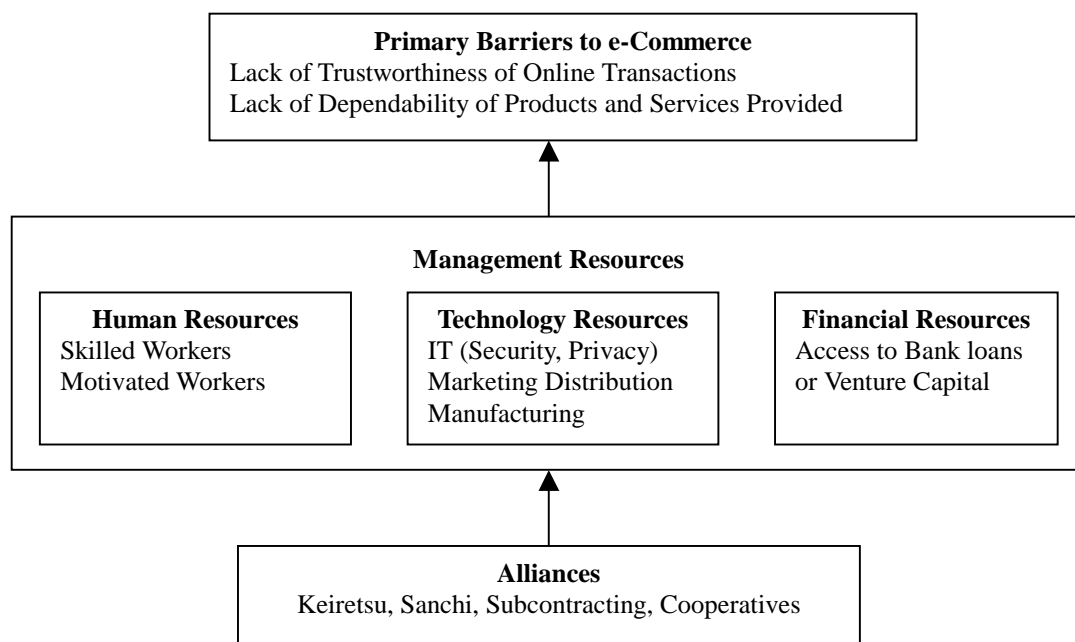 Primary Barriers to e-Commerce
Lack of Trustworthiness of Online Transactions
Lack of Dependability of Products and Services Provided
Management Resources
Human Resources
Skilled Workers
Motivated Workers
Technology Resources
IT (Security, Privacy)
Marketing Distribution
Manufacturing
Financial Resources
Access to Bank loans
or Venture Capital
Alliances
Keiretsu, Sanchi, Subcontracting, Cooperatives